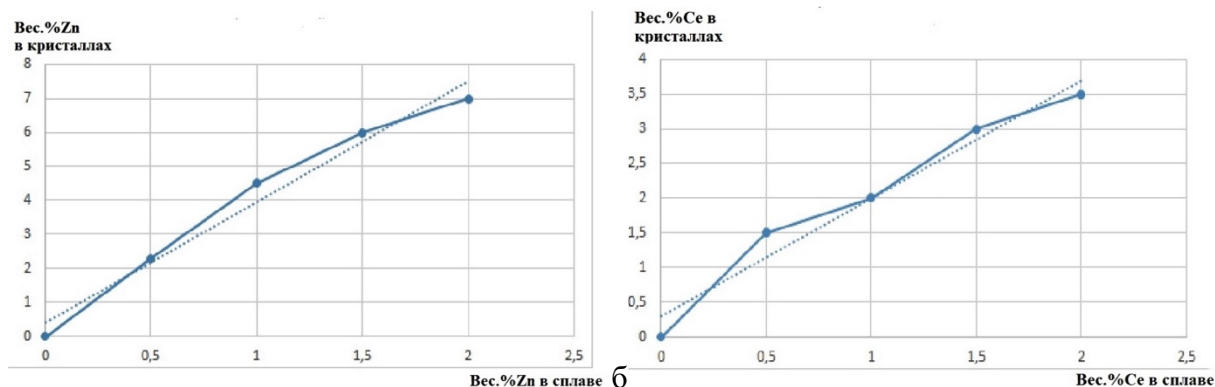 Вес.%Zn
в кристаллах
8
7
6
5
4
3
2
1
0
0 0,5 1 1,5 2 2,5
Вес.%Zn в сплаве
б
Вес.%Ce в
кристаллах
4
3,5
3
2,5
2
1,5
1
0,5
0
0 0,5 1 1,5 2 2,5
Вес.%Ce в сплаве